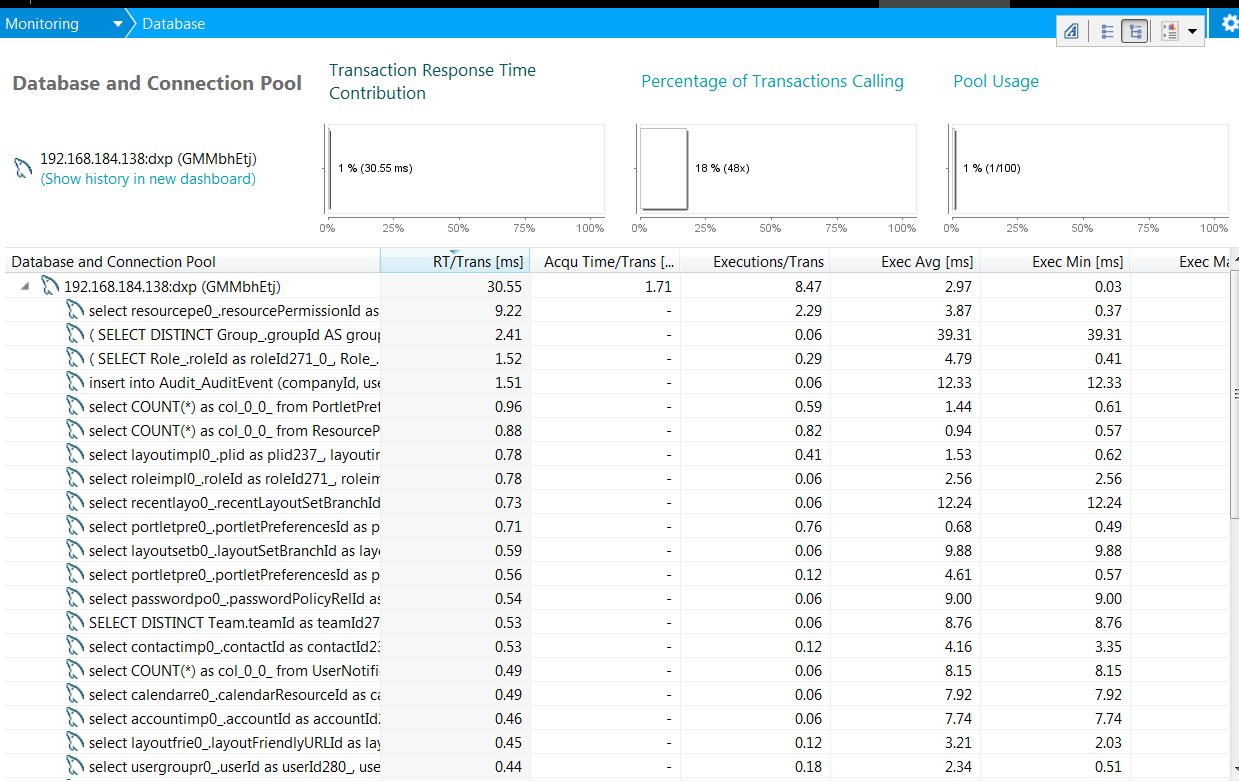 Monitoring Database
Database and Connection Pool
Transaction Response Time
Contribution
Percentage of Transactions Calling
Pool Usage
192.168.184.138:dxp (GMMbhEtj)
(Show history in new dashboard)
1 % (30.55 ms)
18 % (48x)
1 % (1/100)
0% 25% 50% 75% 100%
0% 25% 50% 75% 100%
0% 25% 50% 75% 100%
Database and Connection Pool RT/Trans [ms] Acqu Time/Trans [... Executions/Trans Exec Avg [ms] Exec Min [ms] Exec Ma
192.168.184.138:dxp (GMMbhEtj) 30.55 1.71 8.47 2.97 0.03
select resourcepe0_.resourcePermissionId as 9.22 - 2.29 3.87 0.37
( SELECT DISTINCT Group_.groupId AS group 2.41 - 0.06 39.31 39.31
( SELECT Role_.roleId as roleId271_0_, Role_. 1.52 - 0.29 4.79 0.41
insert into Audit_AuditEvent (companyId, use 1.51 - 0.06 12.33 12.33
select COUNT(*) as col_0_0_ from PortletPref 0.96 - 0.59 1.44 0.61
select COUNT(*) as col_0_0_ from ResourceP 0.88 - 0.82 0.94 0.57
select layoutimpl0_.plid as plid237_, layoutim 0.78 - 0.41 1.53 0.62
select roleimpl0_.roleId as roleId271_, roleim 0.78 - 0.06 2.56 2.56
select recentlayo0_.recentLayoutSetBranchId 0.73 - 0.06 12.24 12.24
select portletpre0_.portletPreferencesId as p 0.71 - 0.76 0.68 0.49
select layoutsetb0_.layoutSetBranchId as layo 0.59 - 0.06 9.88 9.88
select portletpre0_.portletPreferencesId as p 0.56 - 0.12 4.61 0.57
select passwordpo0_.passwordPolicyRelId as 0.54 - 0.06 9.00 9.00
SELECT DISTINCT Team.teamId as teamId27 0.53 - 0.06 8.76 8.76
select contactimp0_.contactId as contactId23 0.53 - 0.12 4.16 3.35
select COUNT(*) as col_0_0_ from UserNotifi 0.49 - 0.06 8.15 8.15
select calendarre0_.calendarResourceId as ca 0.49 - 0.06 7.92 7.92
select accountimp0_.accountId as accountId2 0.46 - 0.06 7.74 7.74
select layoutfrie0_.layoutFriendlyURLId as lay 0.45 - 0.12 3.21 2.03
select usergroupr0_.userId as userId280_, use 0.44 - 0.18 2.34 0.51